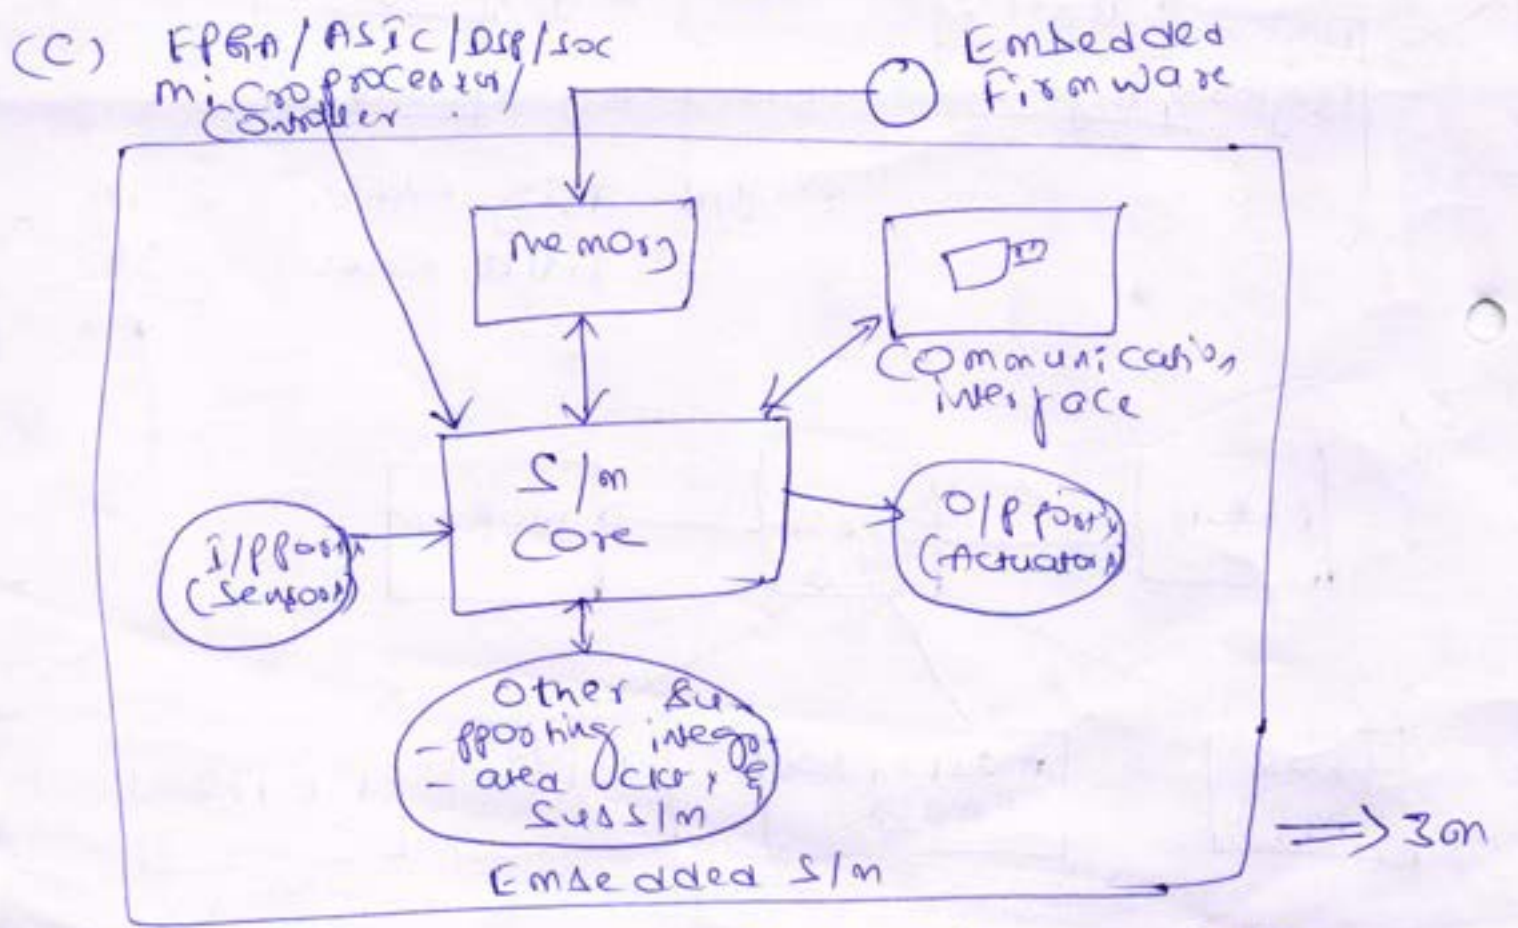 (C) FPGA/ASIC/DSP/SOC
microprocessor/
Controller
Embedded
Firmware
memory
Communication
interface
S/m
Core
I/p ports
(Sensors)
O/p ports
(Actuators)
Other Su-
-pporting integr-
-ated ckts, &
Subs/m
Embedded S/m
=> 3m